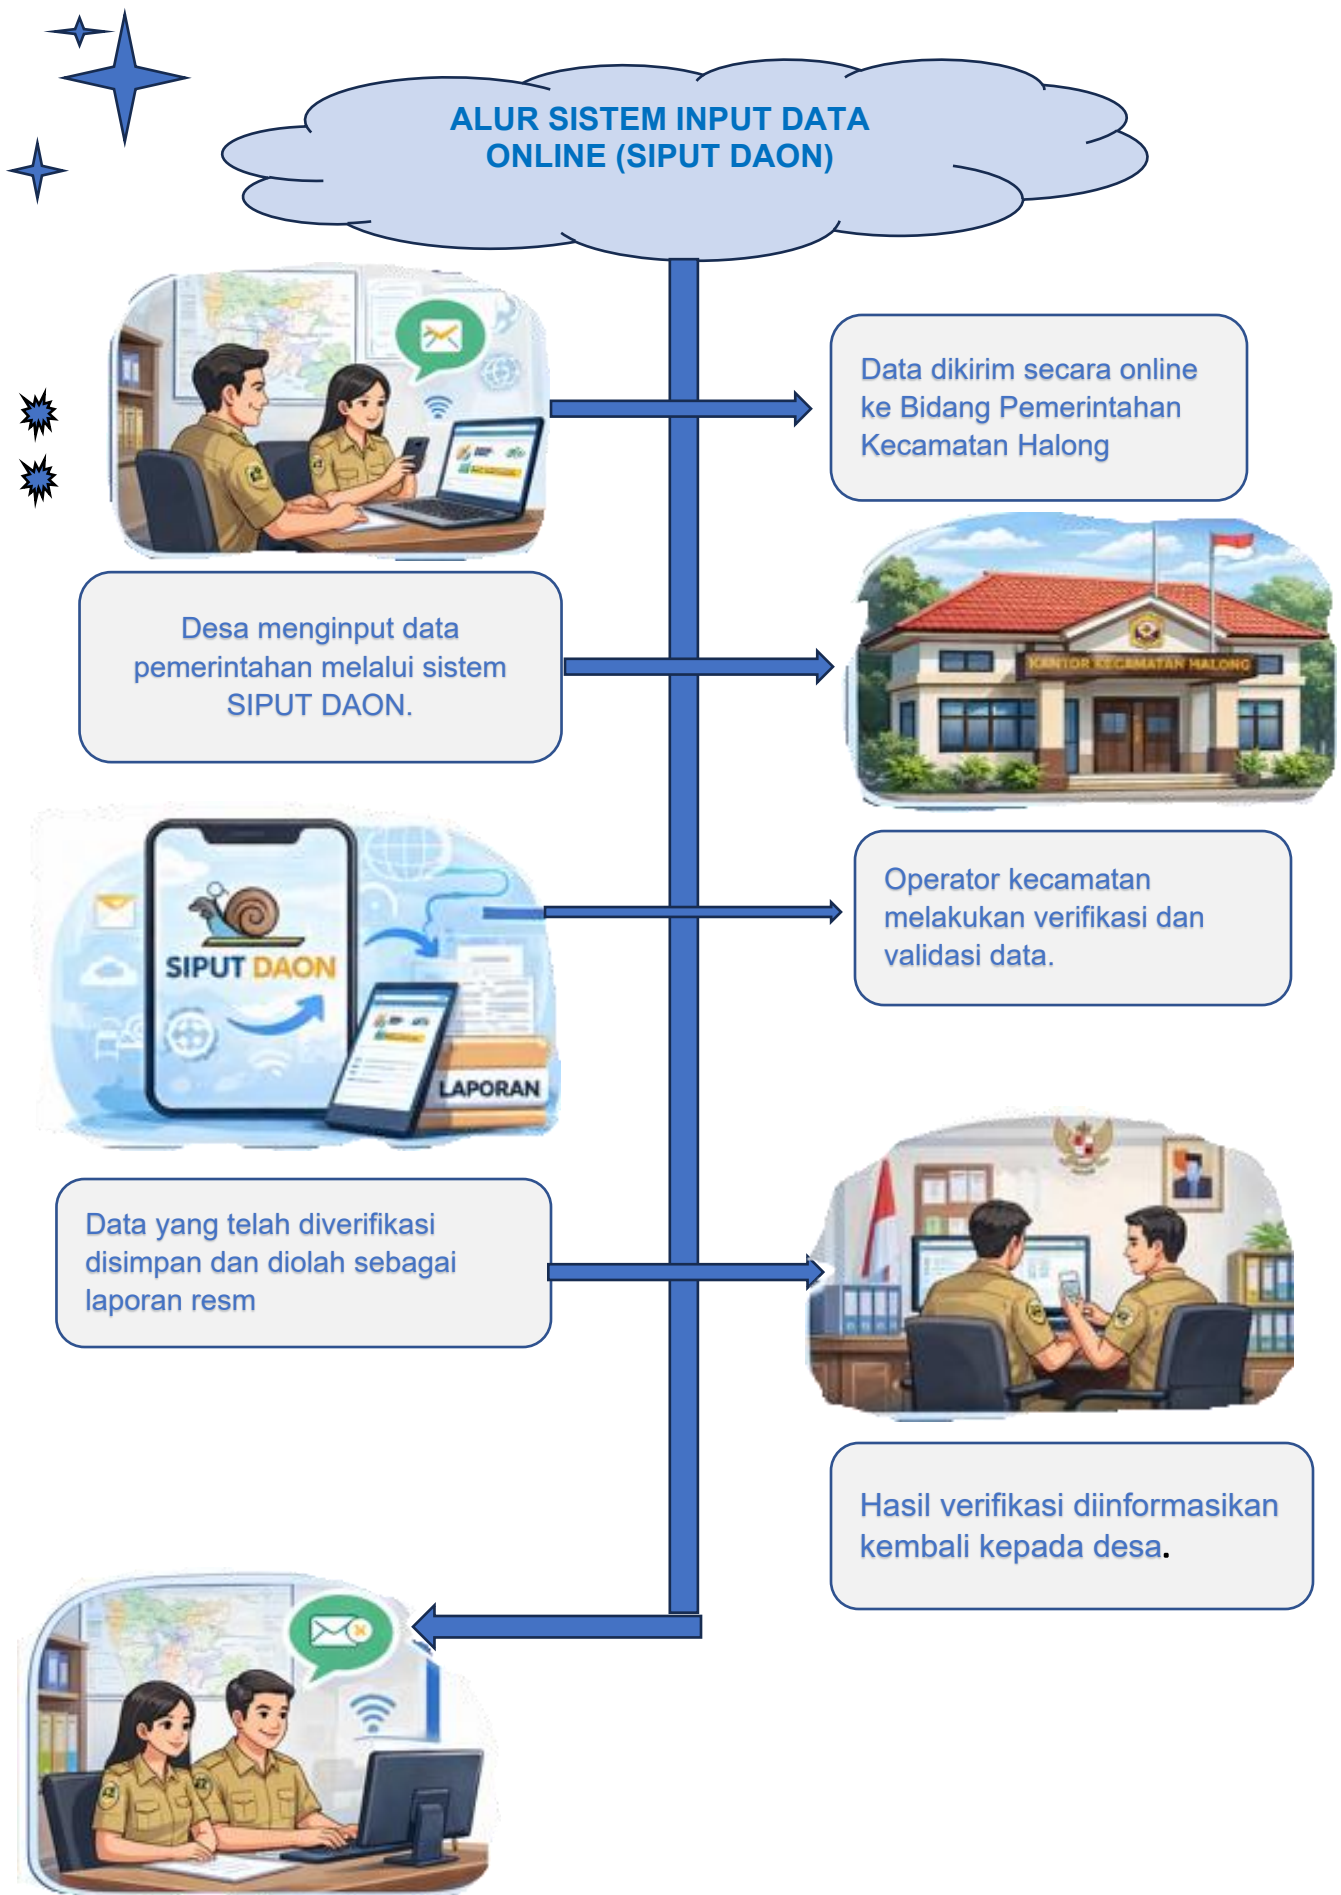 ALUR SISTEM INPUT DATA
ONLINE (SIPUT DAON)
Data dikirim secara online
ke Bidang Pemerintahan
Kecamatan Halong
Desa menginput data
pemerintahan melalui sistem
SIPUT DAON.
KANTOR KECAMATAN HALONG
SIPUT DAON
LAPORAN
Operator kecamatan
melakukan verifikasi dan
validasi data.
Data yang telah diverifikasi
disimpan dan diolah sebagai
laporan resm
Hasil verifikasi diinformasikan
kembali kepada desa.